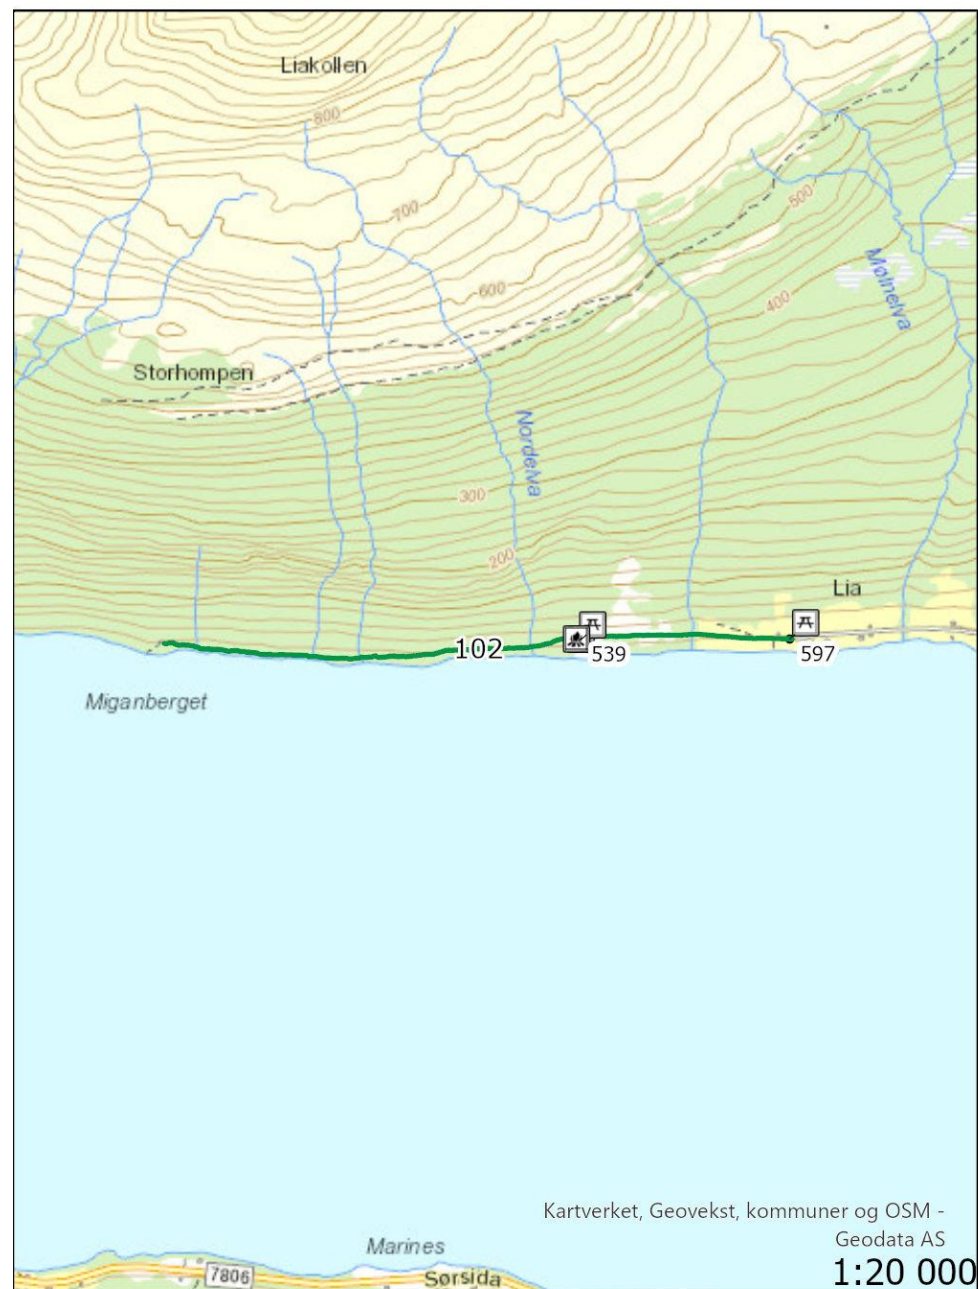 Liakollen
800
700
500
Mølnelva
600
400
Storhompen
Nordelva
300
200
Lia
102
539
597
Miganberget
Kartverket, Geovekst, kommuner og OSM -
Geodata AS
Marines
1:20 000
7806
Sørsida